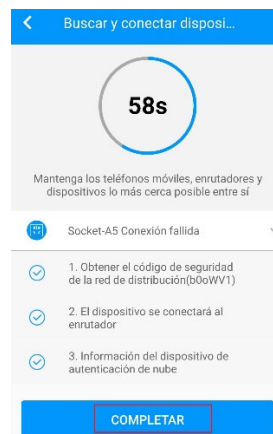 Buscar y conectar disposi...
58s
Mantenga los teléfonos móviles, enrutadores y
dispositivos lo más cerca posible entre sí
Socket-A5 Conexión fallida
1. Obtener el código de seguridad
de la red de distribución(b0oWV1)
2. El dispositivo se conectará al
enrutador
3. Información del dispositivo de
autenticación de nube
COMPLETAR